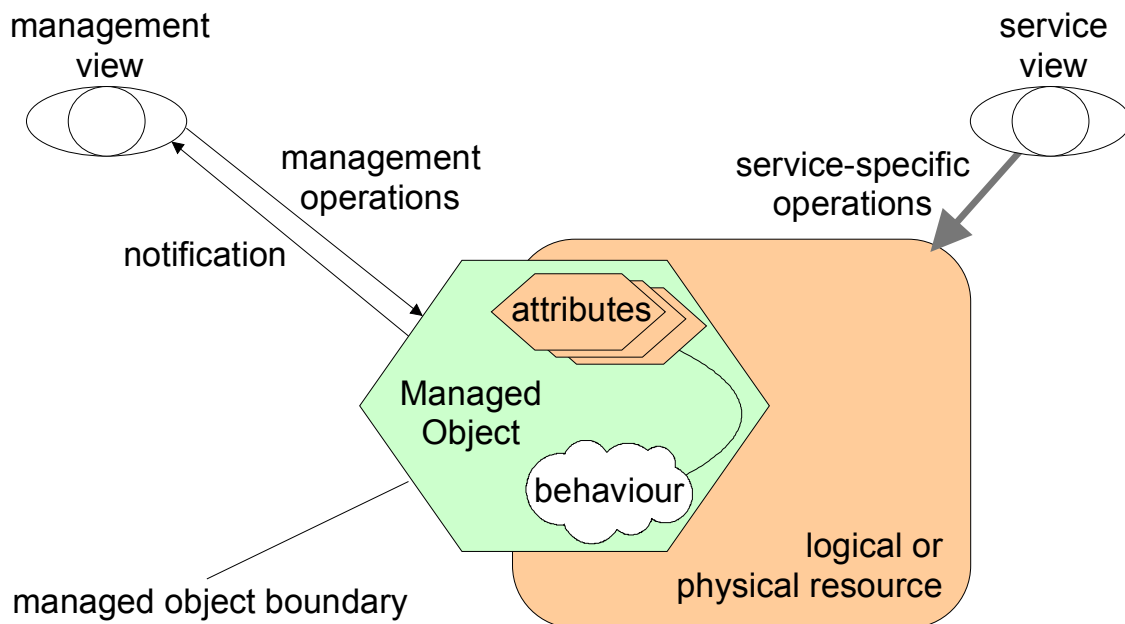 management
view
service
view
management
operations
service-specific
operations
notification
attributes
Managed
Object
behaviour
logical or
physical resource
managed object boundary